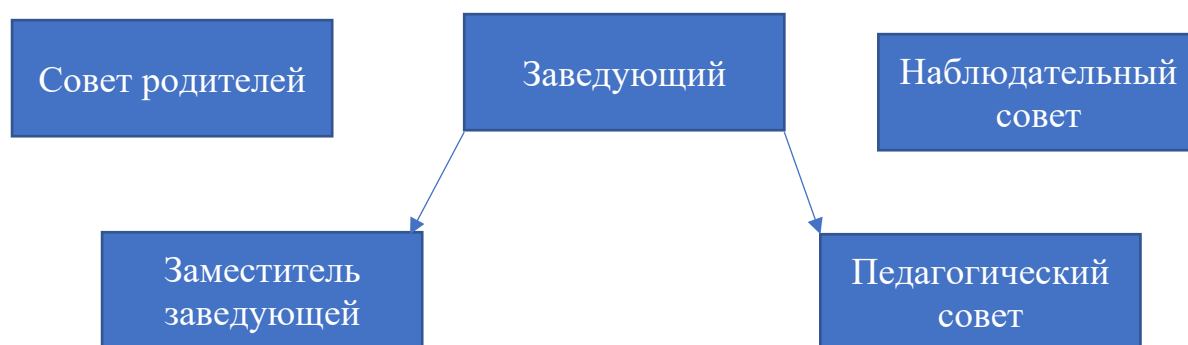 Совет родителей
Заведующий
Наблюдательный
совет
Заместитель
заведующей
Педагогический
совет